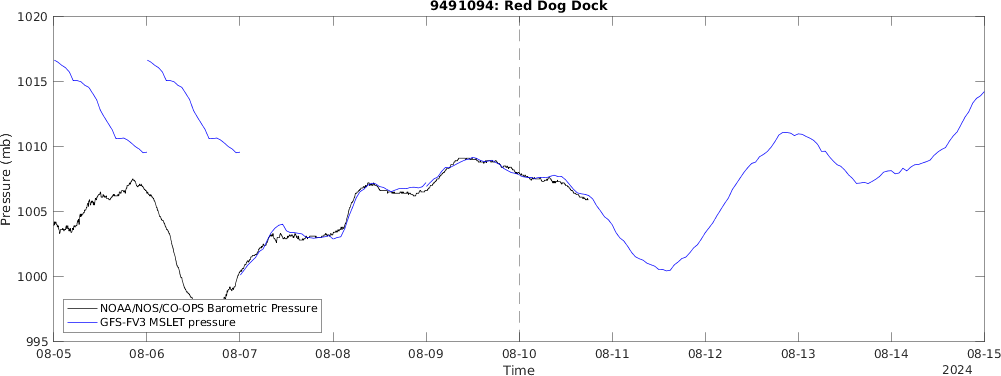 9491094: Red Dog Dock
1020
1015
1010
1005
1000
995
Pressure (mb)
NOAA/NOS/CO-OPS Barometric Pressure
GFS-FV3 MSLET pressure
08-05 08-06 08-07 08-08 08-09 08-10 08-11 08-12 08-13 08-14 08-15
Time
2024